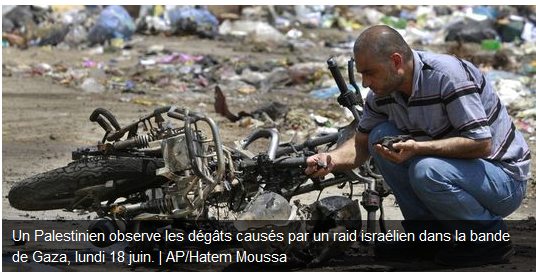 Un Palestinien observe les dégâts causés par un raid israélien dans la bande
de Gaza, lundi 18 juin. | AP/Hatem Moussa